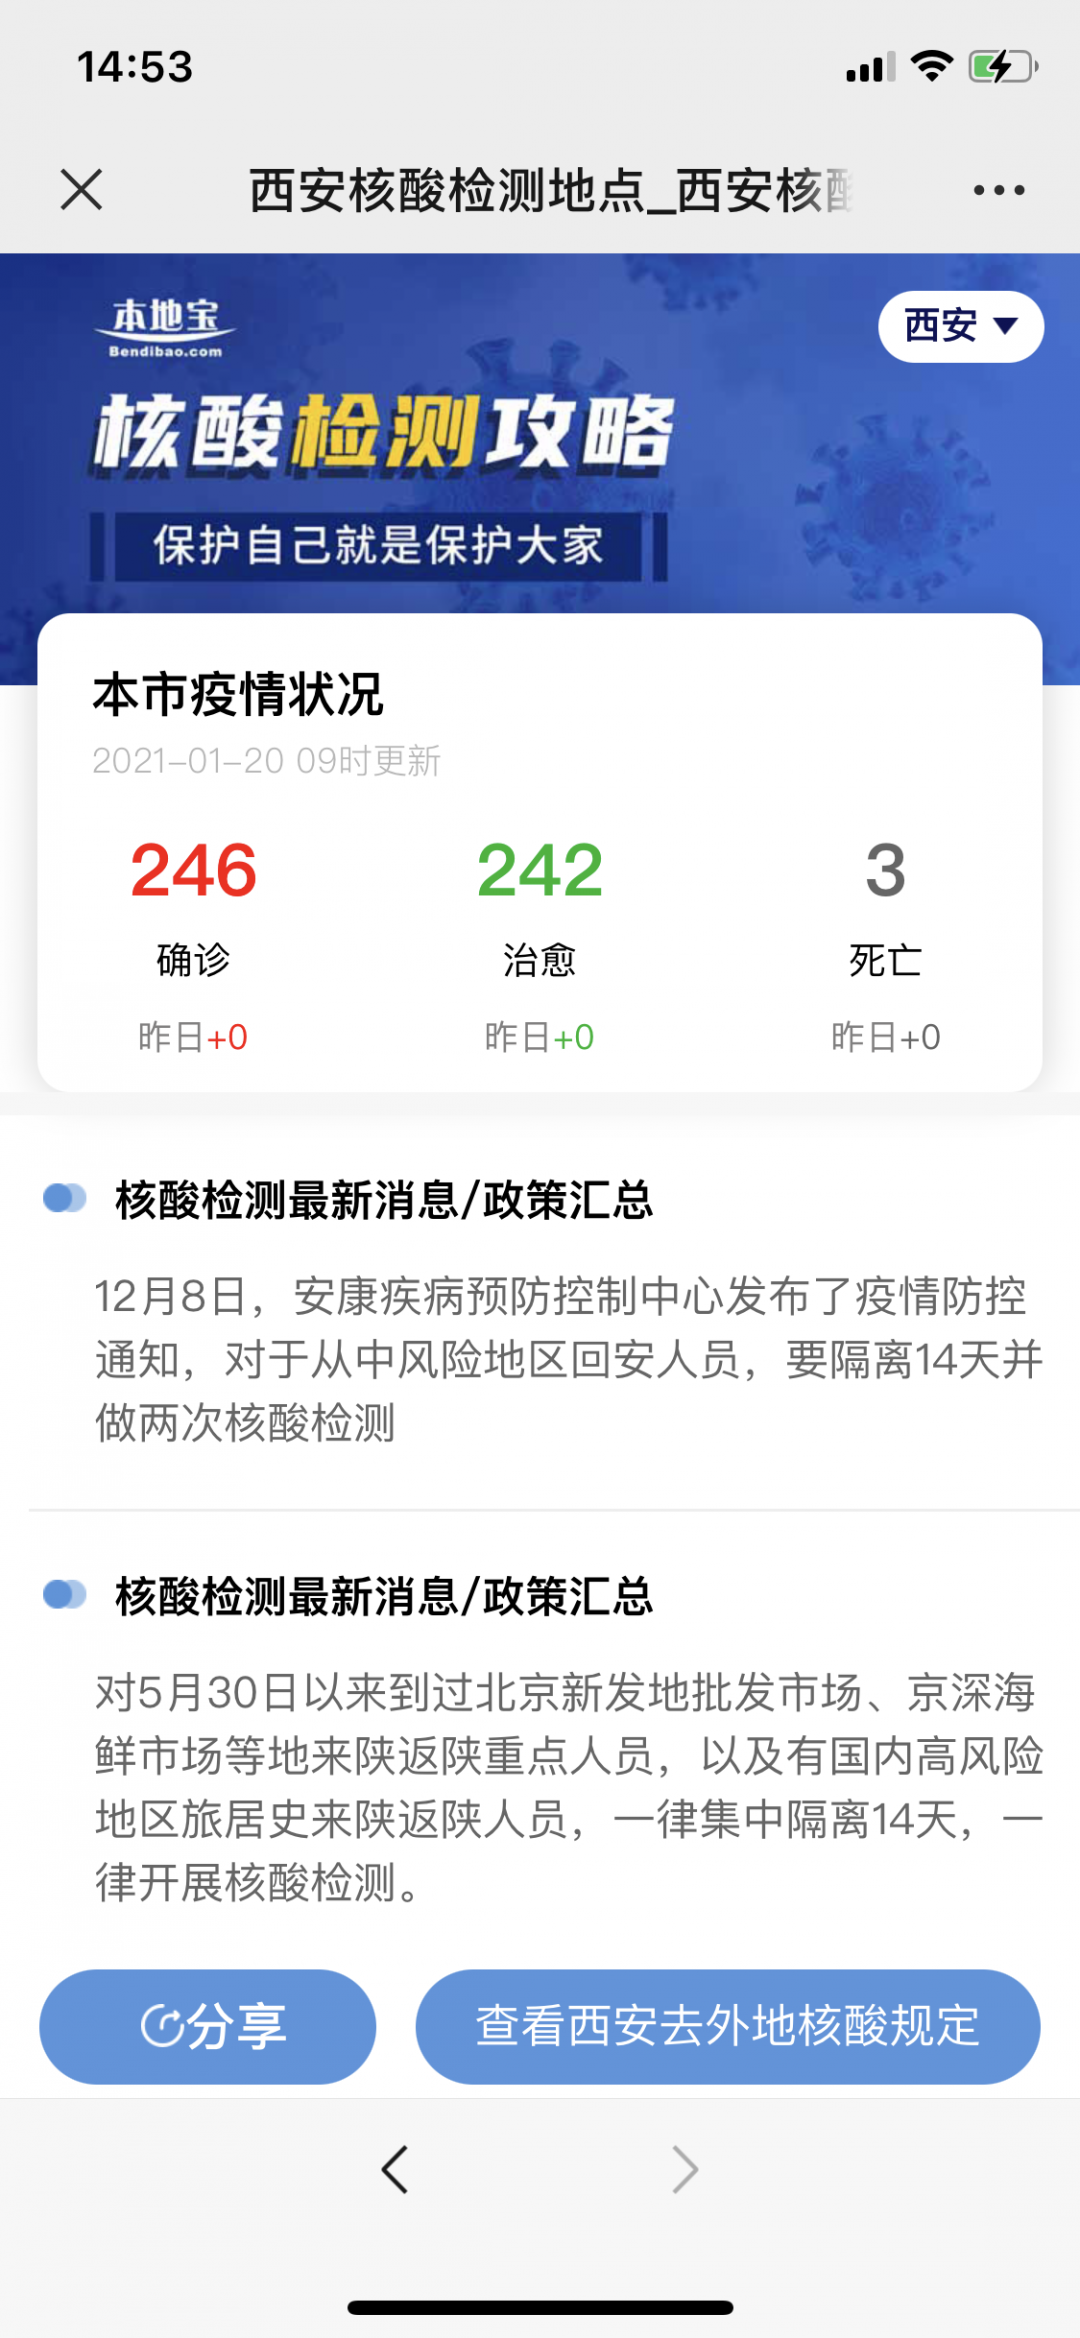 14:53
西安核酸检测地点_西安核酸
本地宝
Bendibao.com
西安
核酸检测攻略
保护自己就是保护大家
本市疫情状况
2021-01-20 09时更新
246 242 3
确诊 治愈 死亡
昨日+0 昨日+0 昨日+0
核酸检测最新消息/政策汇总
12月8日，安康疾病预防控制中心发布了疫情防控
通知，对于从中风险地区回安人员，要隔离14天并
做两次核酸检测
核酸检测最新消息/政策汇总
对5月30日以来到过北京新发地批发市场、京深海
鲜市场等地来陕返陕重点人员，以及有国内高风险
地区旅居史来陕返陕人员，一律集中隔离14天，一
律开展核酸检测。
分享 查看西安去外地核酸规定